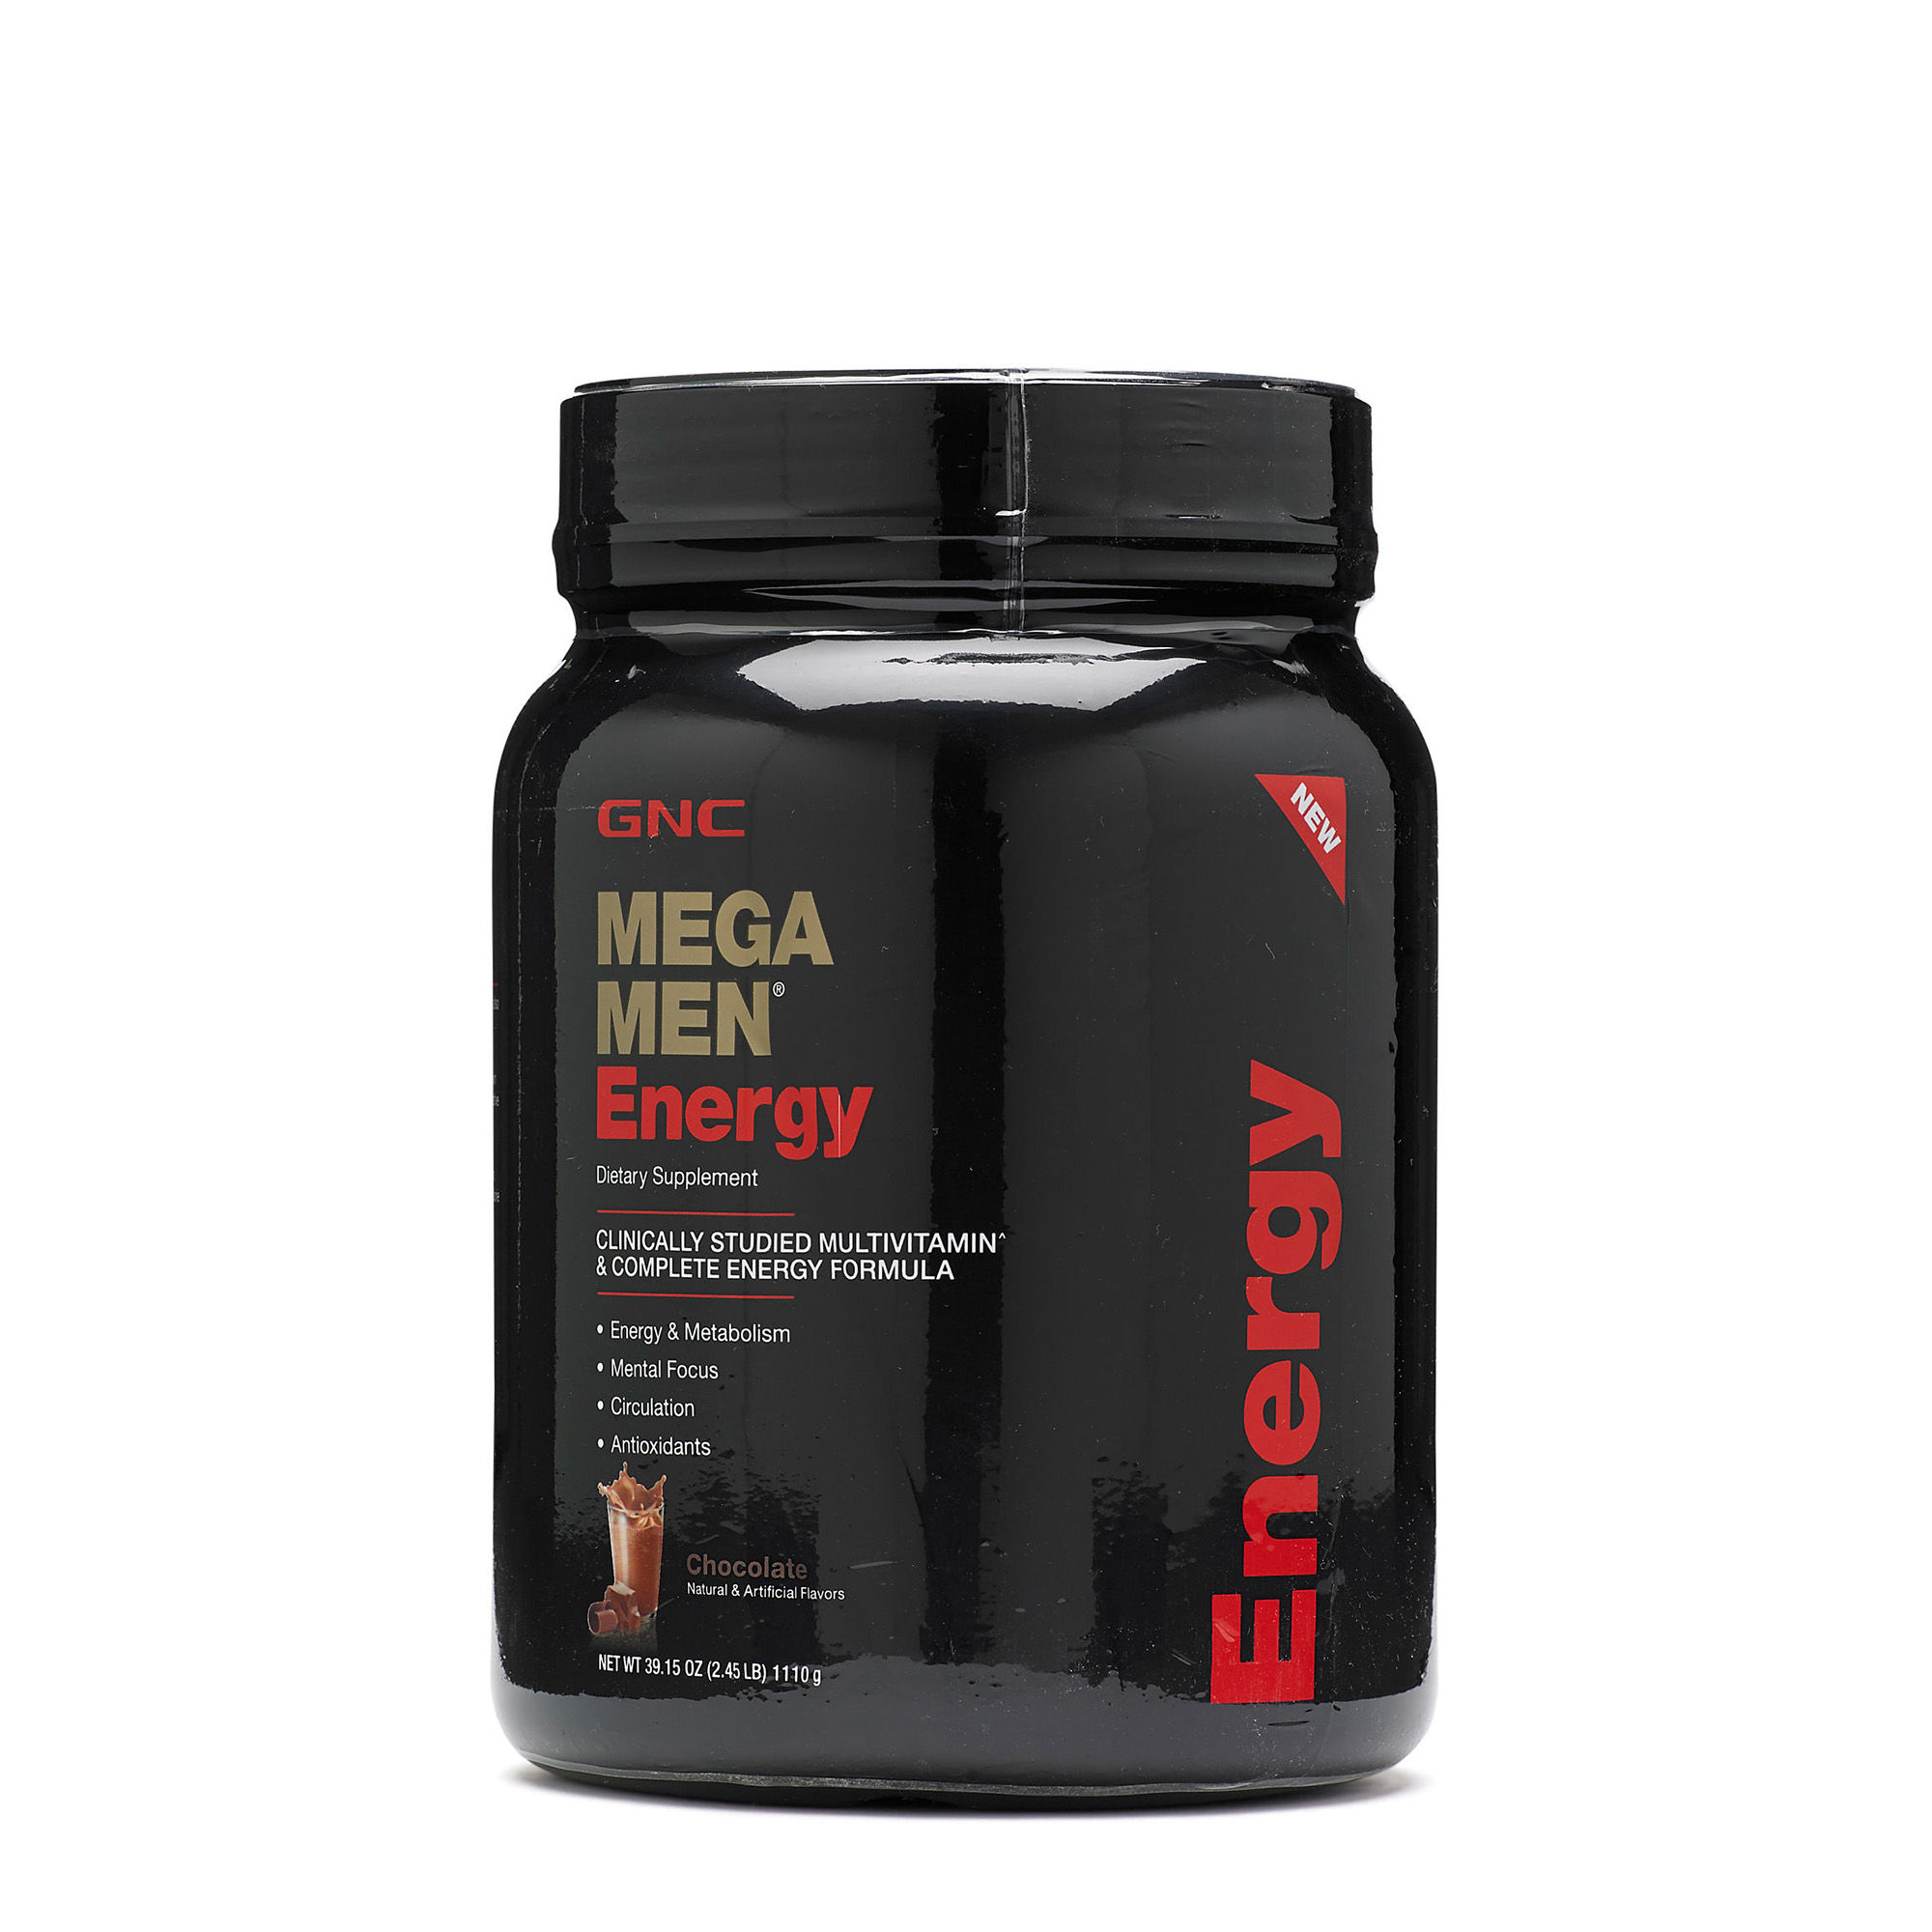 GNC
NEW
MEGA
MEN®
Energy
Dietary Supplement
CLINICALLY STUDIED MULTIVITAMIN^
& COMPLETE ENERGY FORMULA
• Energy & Metabolism
• Mental Focus
• Circulation
• Antioxidants
Chocolate
Natural & Artificial Flavors
NET WT 39.15 OZ (2.45 LB) 1110 g
Energy